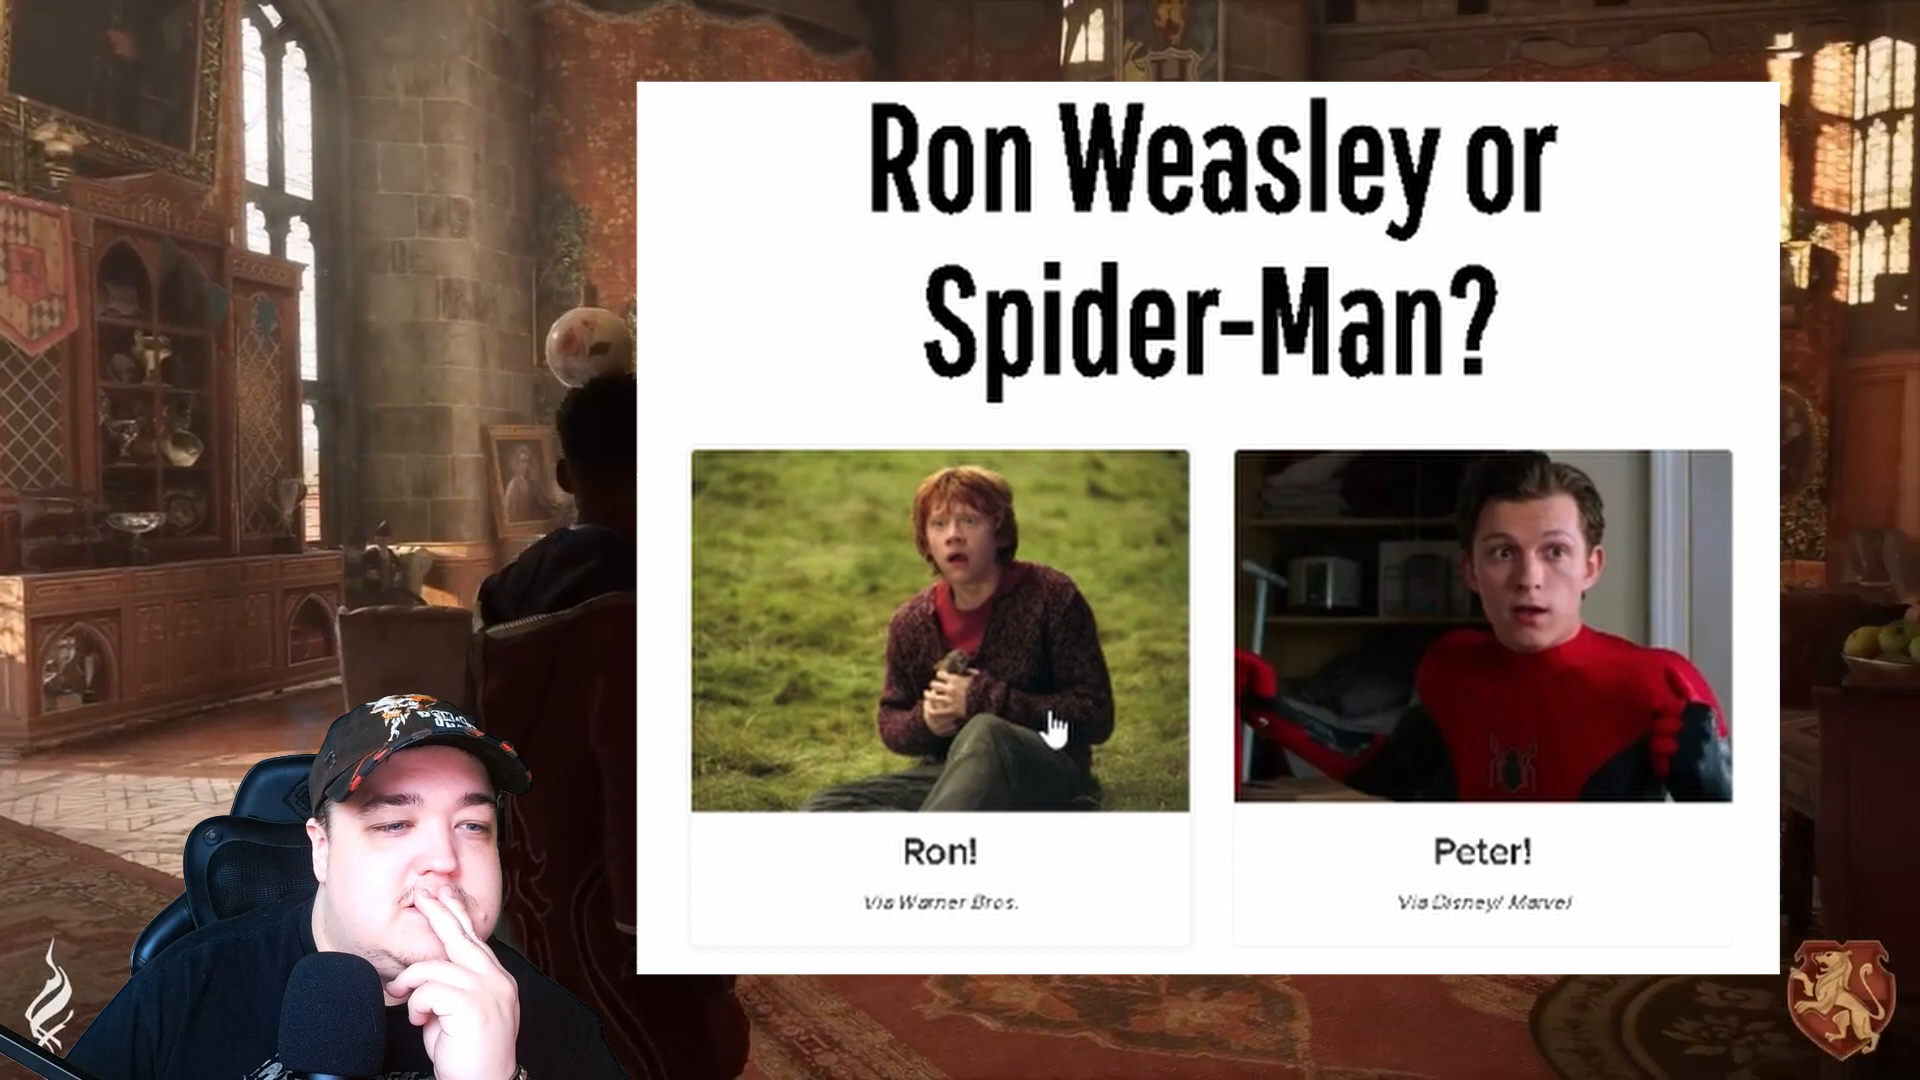 Ron Weasley or
Spider-Man?
Ron!
Peter!
Via Warner Bros.
Via Disney/ Marvel